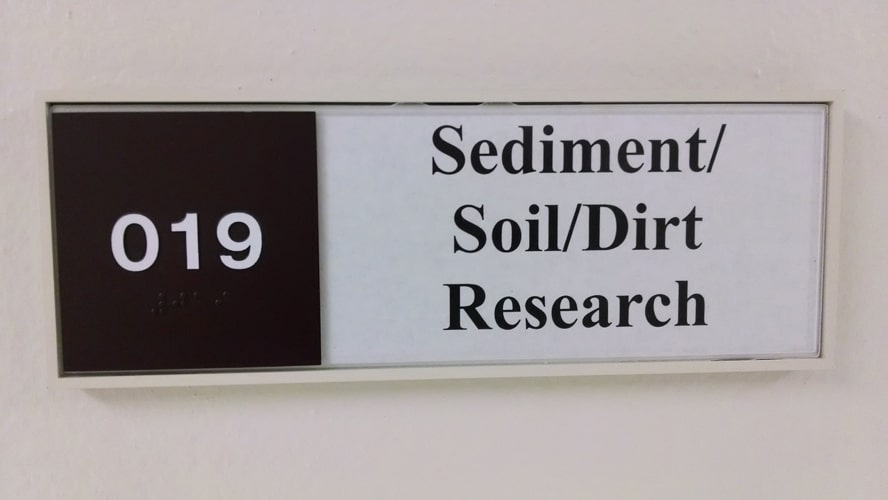 019
Sediment/
Soil/Dirt
Research